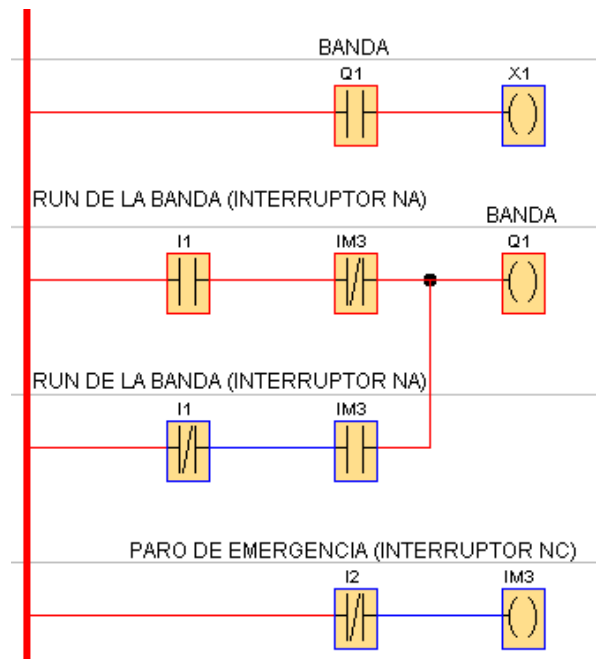 BANDA
Q1 X1
RUN DE LA BANDA (INTERRUPTOR NA)
BANDA
I1 IM3 Q1
RUN DE LA BANDA (INTERRUPTOR NA)
I1 IM3
PARO DE EMERGENCIA (INTERRUPTOR NC)
I2 IM3